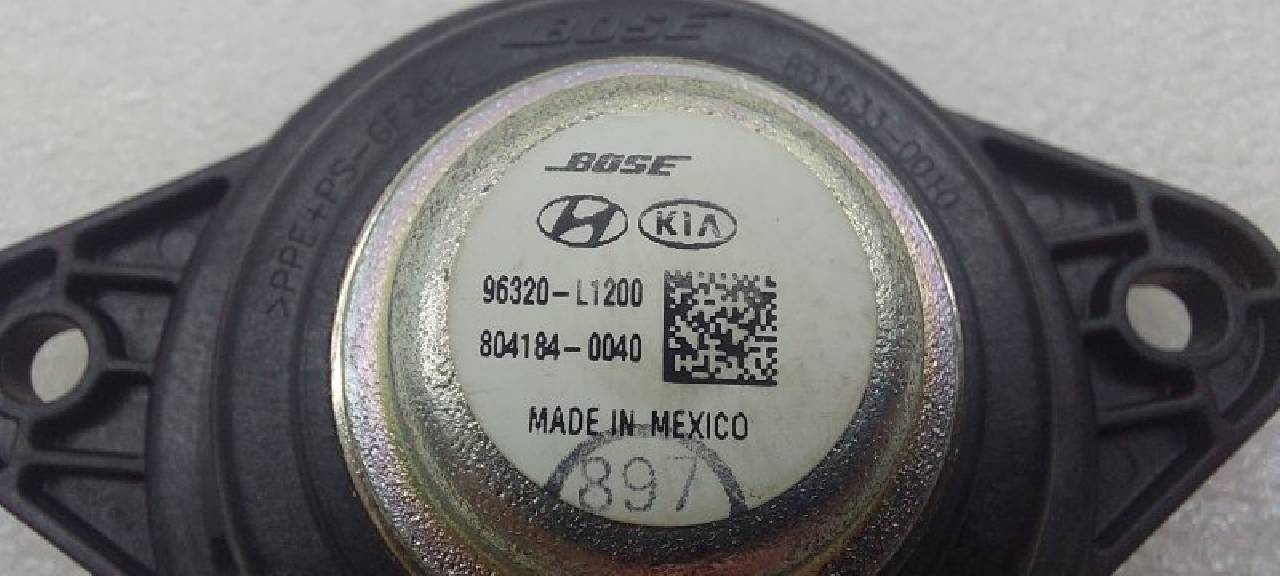 BOSE
>PPE+PS-GF20<
831633-0010
BOSE
KIA
96320-L1200
804184-0040
MADE IN MEXICO
897